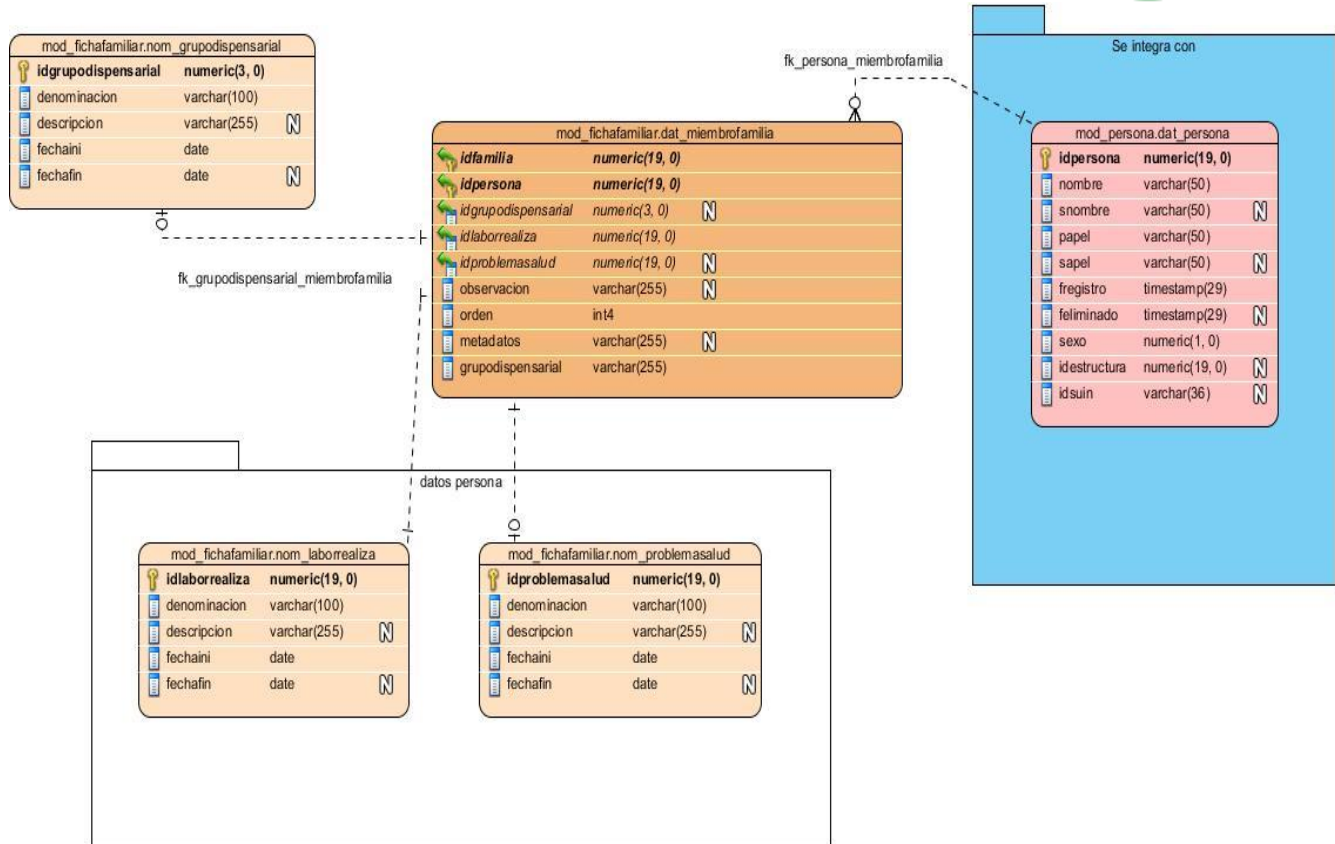 mod_fichafamiliar.nom_grupodispensarial
idgrupodispensarial numeric(3, 0)
denominacion varchar(100)
descripcion varchar(255) N
fechaini date
fechafin date N
fk_grupodispensarial_miembrofamilia
fk_persona_miembrofamilia
mod_fichafamiliar.dat_miembrofamilia
idfamilia numeric(19, 0)
idpersona numeric(19, 0)
idgrupodispensarial numeric(3, 0) N
idlaborrealiza numeric(19, 0)
idproblemasalud numeric(19, 0) N
observacion varchar(255) N
orden int4
metadatos varchar(255) N
grupodispensarial varchar(255)
Se integra con
mod_persona.dat_persona
idpersona numeric(19, 0)
nombre varchar(50)
snombre varchar(50) N
papel varchar(50)
sapel varchar(50) N
fregistro timestamp(29)
feliminado timestamp(29) N
sexo numeric(1, 0)
idestructura numeric(19, 0) N
idsuin varchar(36) N
datos persona
mod_fichafamiliar.nom_laborrealiza
idlaborrealiza numeric(19, 0)
denominacion varchar(100)
descripcion varchar(255) N
fechaini date
fechafin date N
mod_fichafamiliar.nom_problemasalud
idproblemasalud numeric(19, 0)
denominacion varchar(100)
descripcion varchar(255) N
fechaini date
fechafin date N